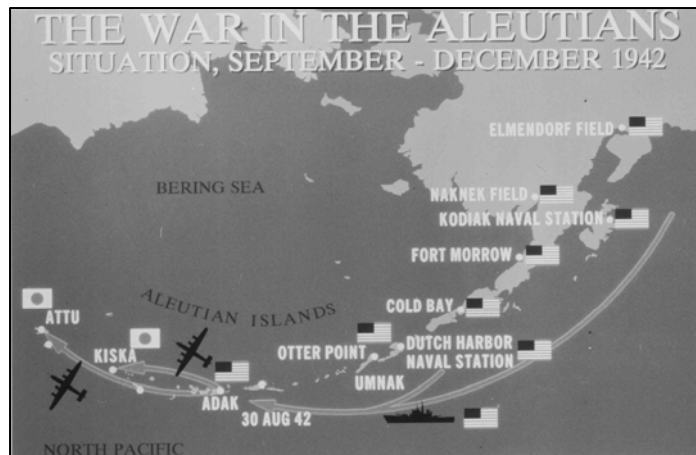 THE WAR IN THE ALEUTIANS
SITUATION, SEPTEMBER - DECEMBER 1942
ELMENDORF FIELD
BERING SEA
NAKNEK FIELD
KODIAK NAVAL STATION
FORT MORROW
ALEUTIAN ISLANDS
COLD BAY
ATTU
KISKA
OTTER POINT
DUTCH HARBOR
NAVAL STATION
UMNAK
ADAK
30 AUG 42
NORTH PACIFIC